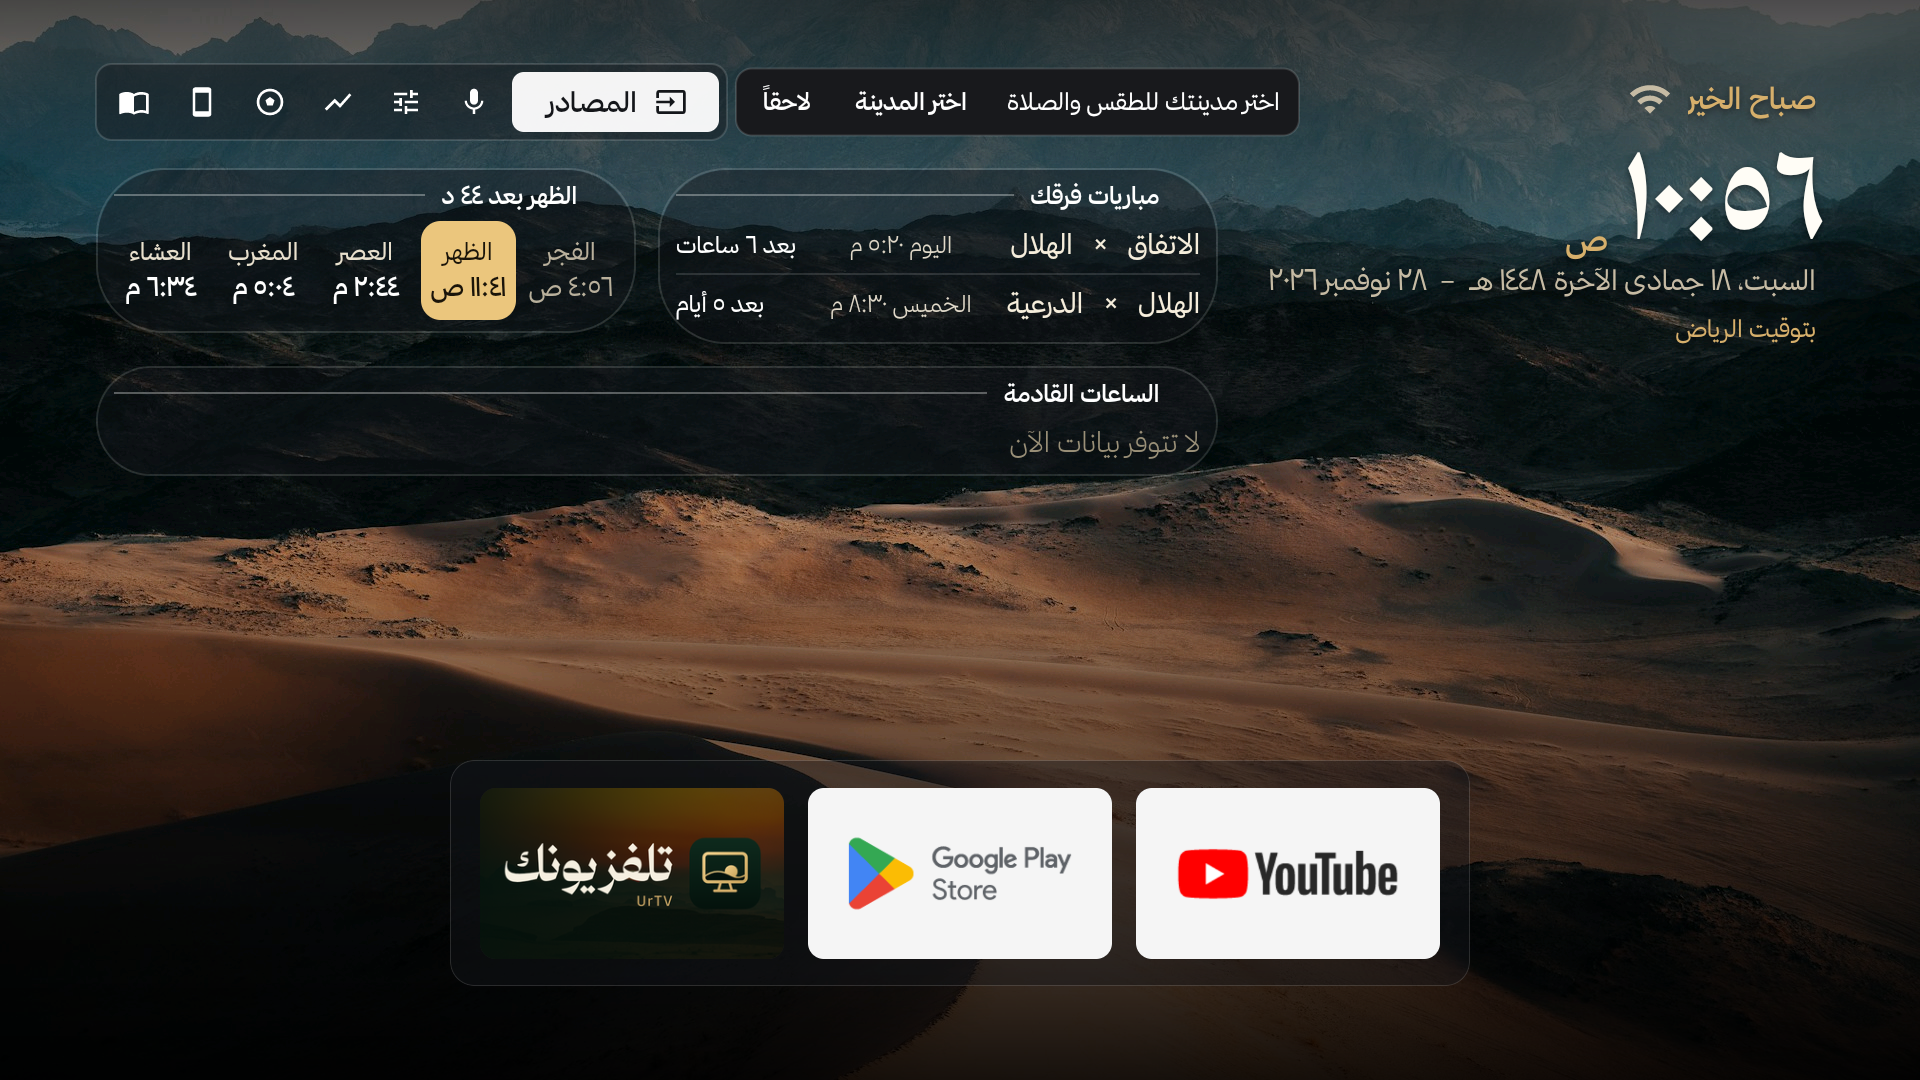 صباح الخير
١٠:٥٦ ص
السبت، ١٨ جمادى الآخرة ١٤٤٨ هـ – ٢٨ نوفمبر ٢٠٢٦
بتوقيت الرياض
اختر مدينتك للطقس والصلاة اختر المدينة لاحقاً
المصادر
مباريات فرقك
الاتفاق × الهلال اليوم ٥:٢٠ م بعد ٦ ساعات
الهلال × الدرعية الخميس ٨:٣٠ م بعد ٥ أيام
الظهر بعد ٤٤ د
الفجر الظهر العصر المغرب العشاء
٤:٥٦ ص ١١:٤١ ص ٢:٤٤ م ٥:٠٤ م ٦:٣٤ م
الساعات القادمة
لا تتوفر بيانات الآن
YouTube
Google Play
Store
تلفزيونك
UrTV